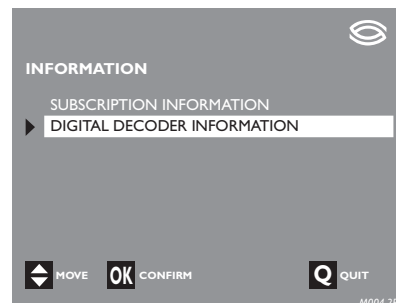 INFORMATION
SUBSCRIPTION INFORMATION
DIGITAL DECODER INFORMATION
MOVE OK CONFIRM Q QUIT